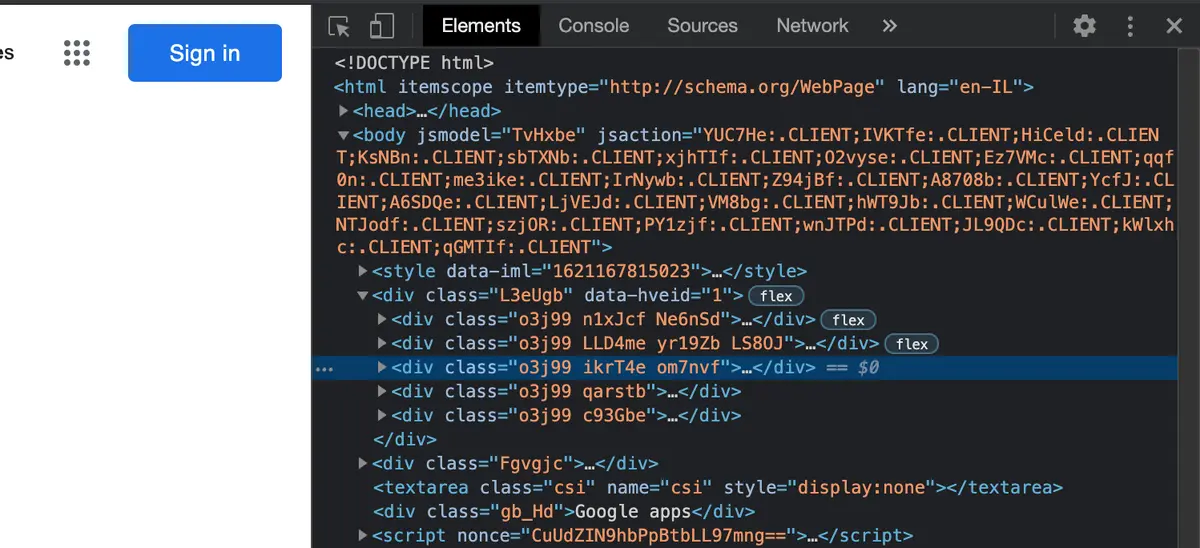 es
Sign in
Elements Console Sources Network »
<!DOCTYPE html>
<html itemscope itemtype="http://schema.org/WebPage" lang="en-IL">
<head>…</head>
<body jsmodel="TvHxbe" jsaction="YUC7He:.CLIENT;IVKTfe:.CLIENT;HiCeld:.CLIEN
T;KsNBn:.CLIENT;sbTXNb:.CLIENT;xjhTIf:.CLIENT;O2vyse:.CLIENT;Ez7VMc:.CLIENT;qqf
0n:.CLIENT;me3ike:.CLIENT;IrNywb:.CLIENT;Z94jBf:.CLIENT;A8708b:.CLIENT;YcfJ:.CL
IENT;A6SDQe:.CLIENT;LjVEJd:.CLIENT;VM8bg:.CLIENT;hWT9Jb:.CLIENT;WCulWe:.CLIENT;
NTJodf:.CLIENT;szjOR:.CLIENT;PY1zjf:.CLIENT;wnJTPd:.CLIENT;JL9QDc:.CLIENT;kWlxh
c:.CLIENT;qGMTIf:.CLIENT">
<style data-iml="1621167815023">…</style>
<div class="L3eUgb" data-hveid="1"> flex
<div class="o3j99 n1xJcf Ne6nSd">…</div> flex
<div class="o3j99 LLD4me yr19Zb LS8OJ">…</div> flex
<div class="o3j99 ikrT4e om7nvf">…</div> == $0
<div class="o3j99 qarstb">…</div>
<div class="o3j99 c93Gbe">…</div>
</div>
<div class="Fgvgjc">…</div>
<textarea class="csi" name="csi" style="display:none"></textarea>
<div class="gb_Hd">Google apps</div>
<script nonce="CuUdZIN9hbPpBtbLL97mng==">…</script>